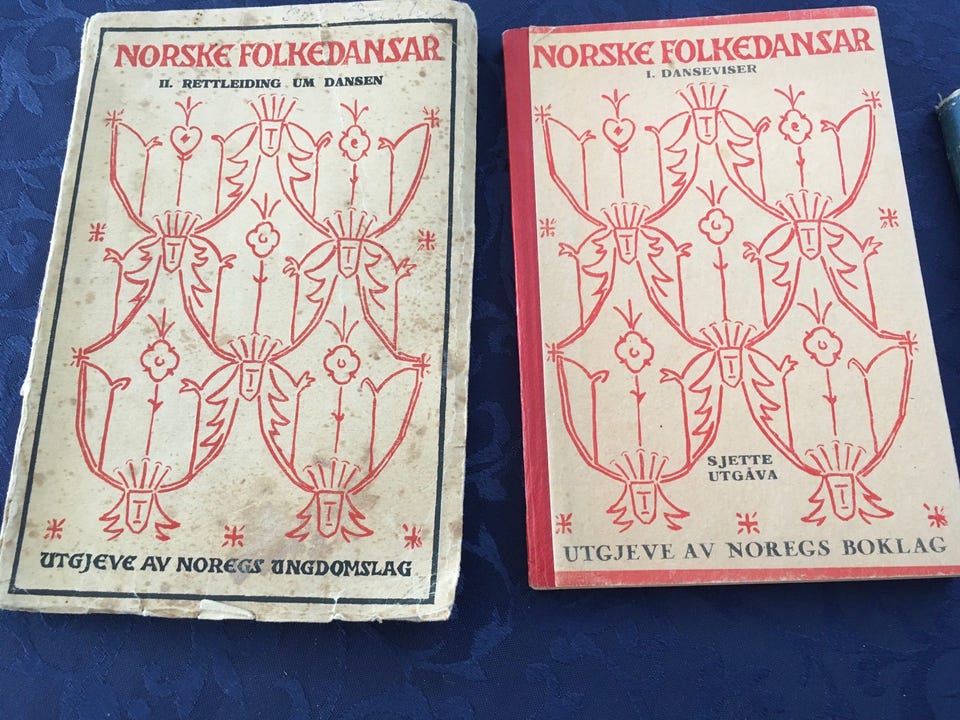 NORSKE FOLKEDANSAR
II. RETTLEIDING UM DANSEN
UTGJEVE AV NOREGS UNGDOMSLAG
NORSKE FOLKEDANSAR
I. DANSEVISER
SJETTE
UTGÅVA
UTGJEVE AV NOREGS BOKLAG